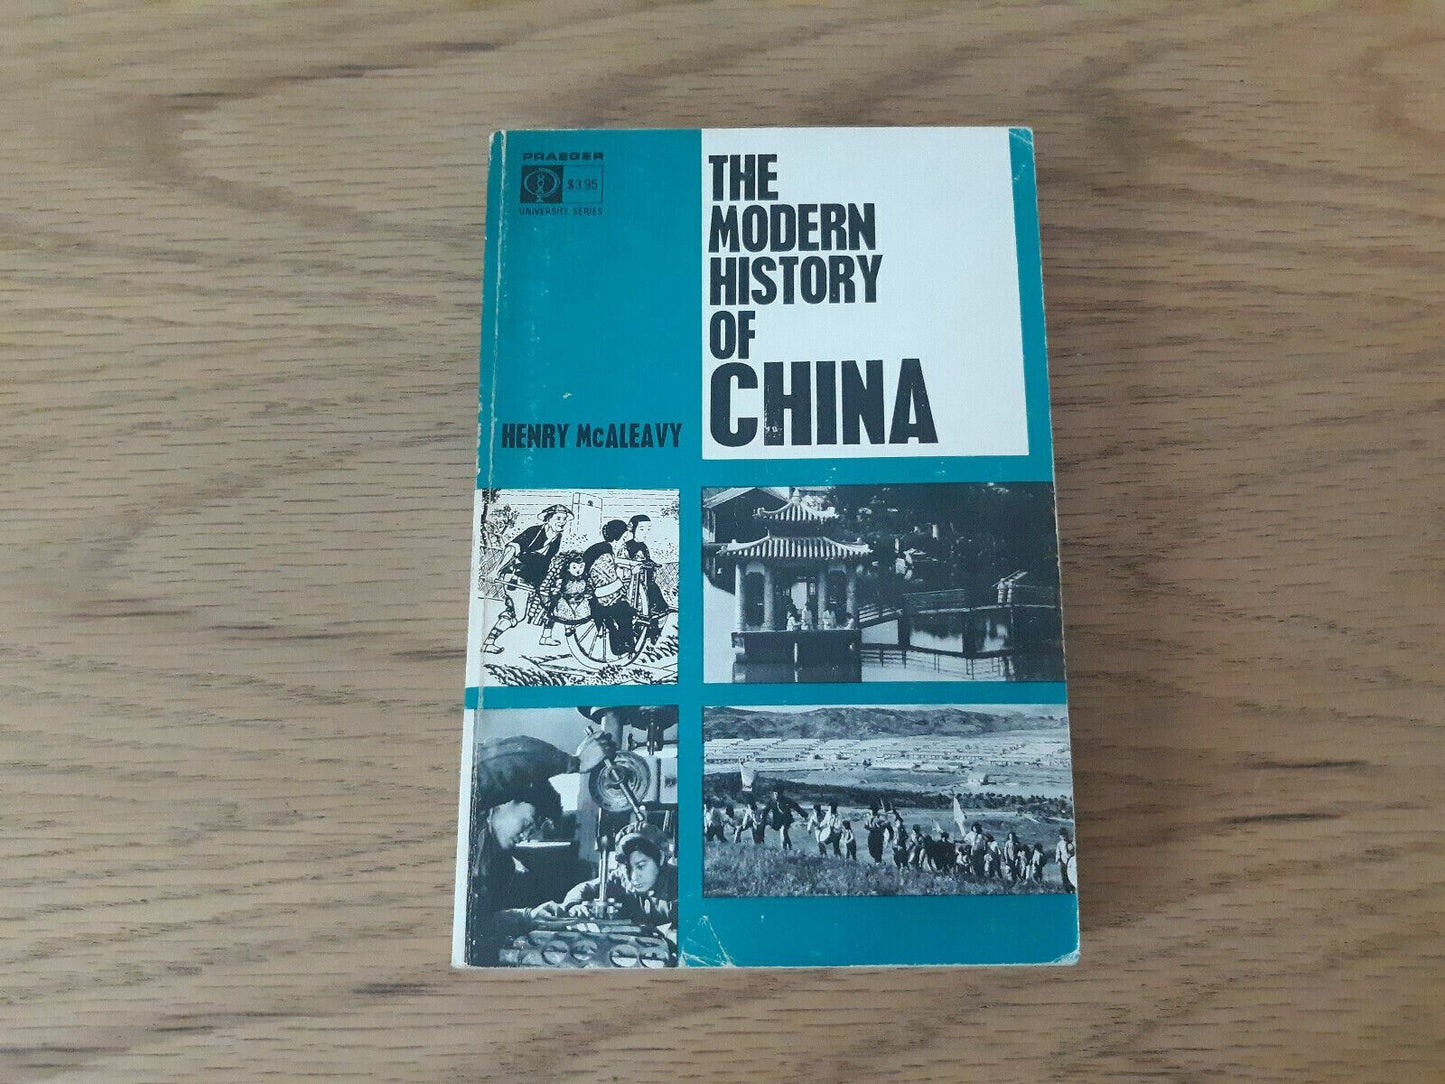 PRAEGER
$3.95
UNIVERSITY SERIES
THE
MODERN
HISTORY
OF
CHINA
HENRY McALEAVY